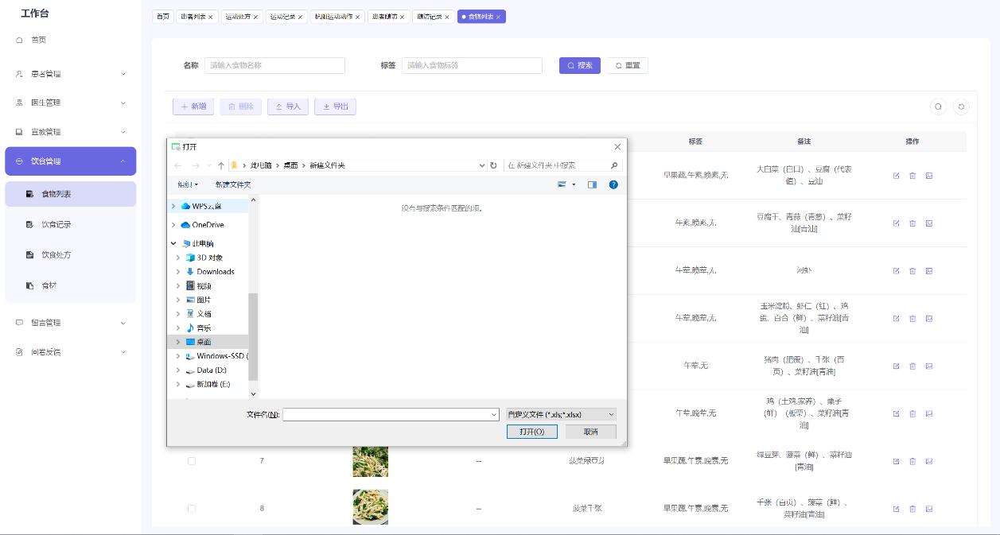 工作台
首页 患者列表 运动处方 运动记录 抗阻运动动作 患者随访 随访记录 食物列表
首页
患者管理
医生管理
宣教管理
饮食管理
食物列表
饮食记录
饮食处方
食材
留言管理
问卷反馈
名称 请输入食物名称 标签 请输入食物标签 搜索 重置
新增 删除 导入 导出
标签 备注 操作
打开
此电脑 桌面 新建文件夹 在 新建文件夹 中搜索
组织 新建文件夹
WPS云盘
OneDrive
此电脑
3D 对象
Downloads
视频
图片
文档
音乐
桌面
Windows-SSD (
Data (D:)
新加卷 (E:)
没有与搜索条件匹配的项。
文件名(N): 自定义文件 (*.xls;*.xlsx)
打开(O) 取消
早果蔬,午素,晚素,无
大白菜（白口）、豆腐（代表
值）、豆油
午素,晚素,无
豆腐干、青蒜（青葱）、菜籽
油[青油]
午荤,晚荤,无
河虾
午荤,晚荤,无
玉米淀粉、虾仁（红）、鸡
蛋、百合（鲜）、菜籽油[青
油]
午荤,无
猪肉（肥瘦）、千张（百
页）、菜籽油[青油]
午荤,晚荤,无
鸡（土鸡,家养）、栗子
（鲜）（板栗）、菜籽油[青
油]
7 -- 菠菜绿豆芽 早果蔬,午素,晚素,无
绿豆芽、菠菜（鲜）、菜籽油
[青油]
8 -- 菠菜千张 早果蔬,午素,晚素,无
千张（百页）、菠菜（鲜）、
菜籽油[青油]